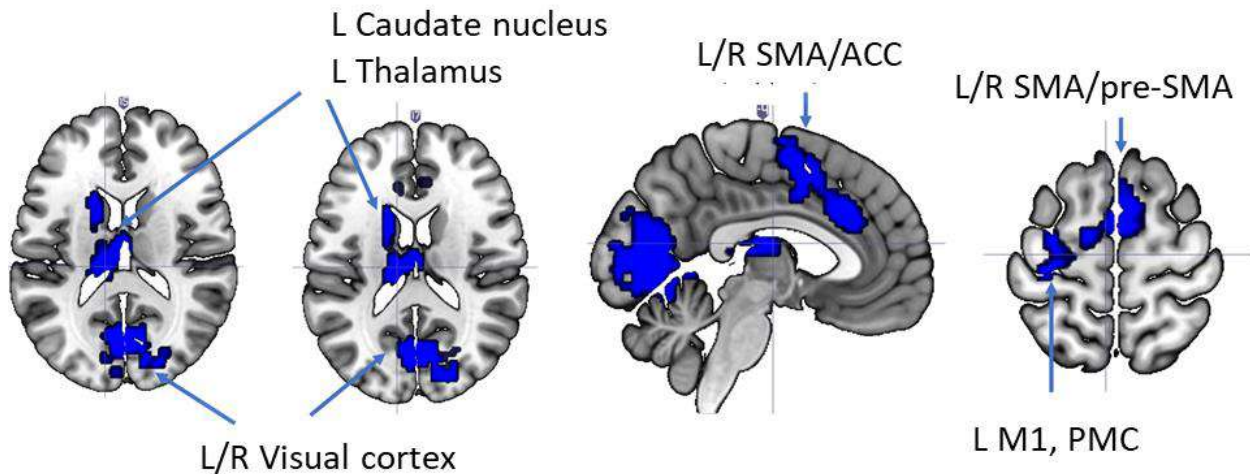 L Caudate nucleus
L Thalamus
L/R SMA/ACC
L/R SMA/pre-SMA
L/R Visual cortex
L M1, PMC